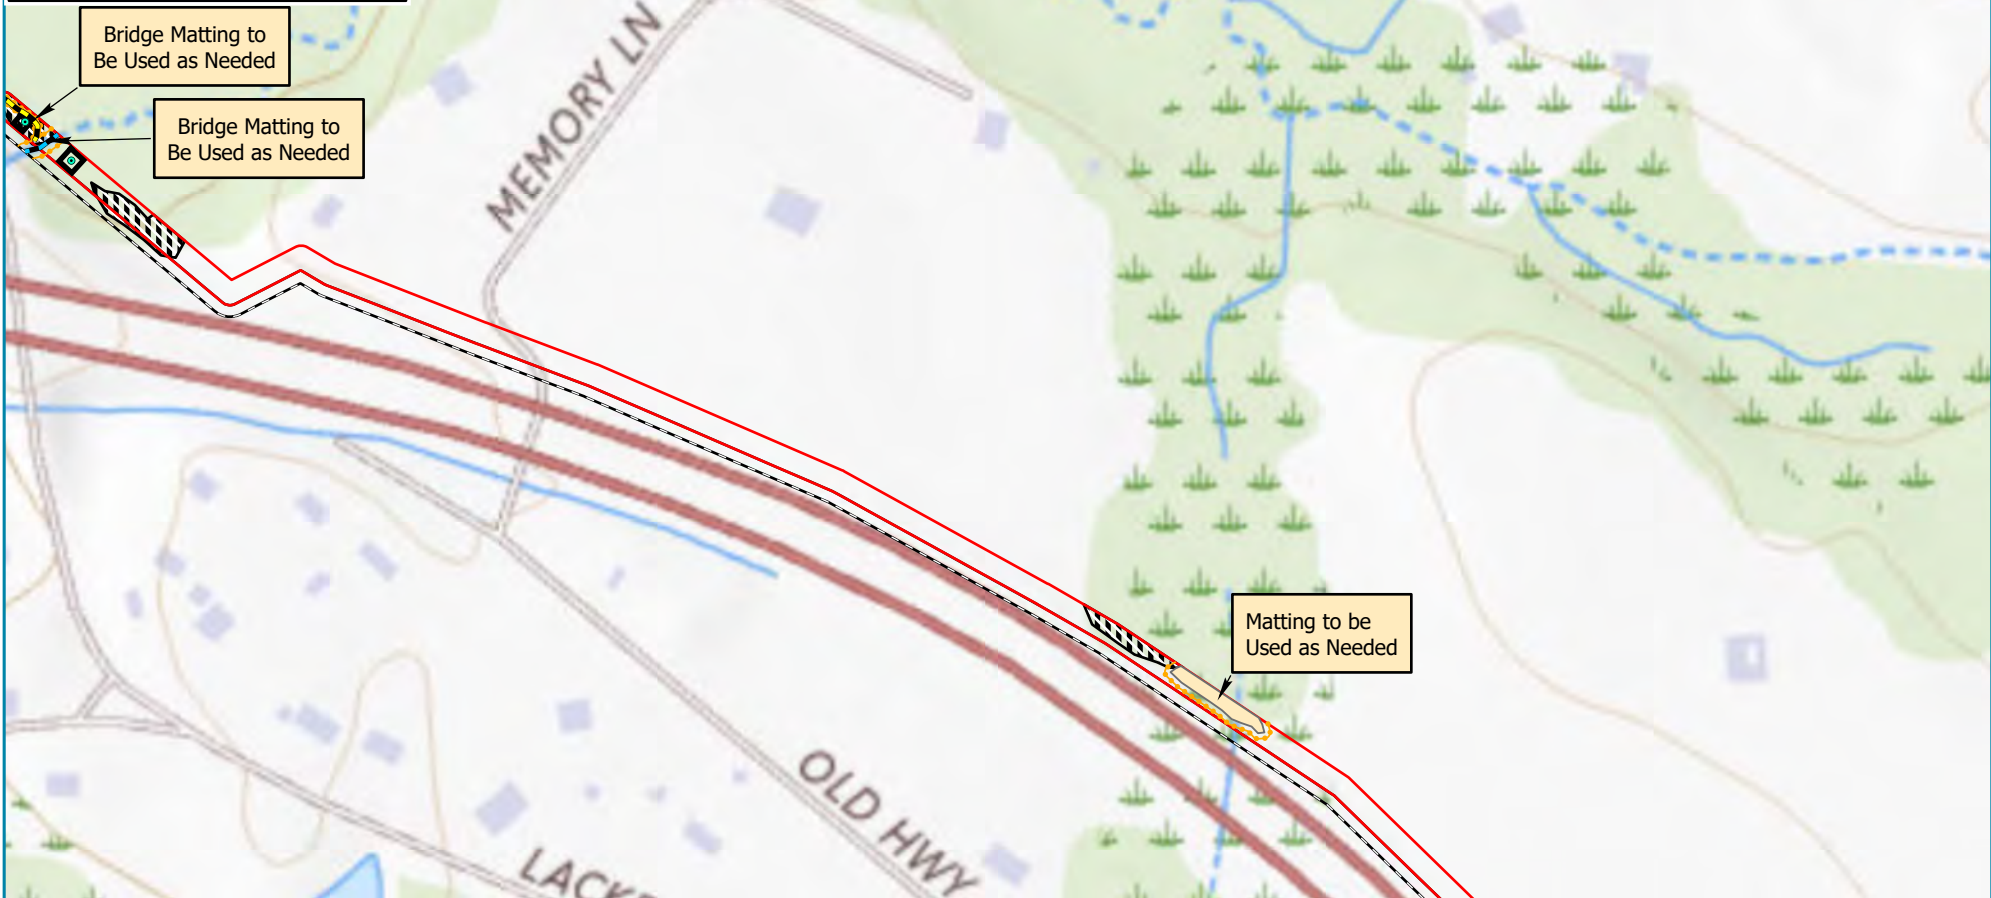 Bridge Matting to
Be Used as Needed
Bridge Matting to
Be Used as Needed
MEMORY LN
Matting to be
Used as Needed
OLD HWY